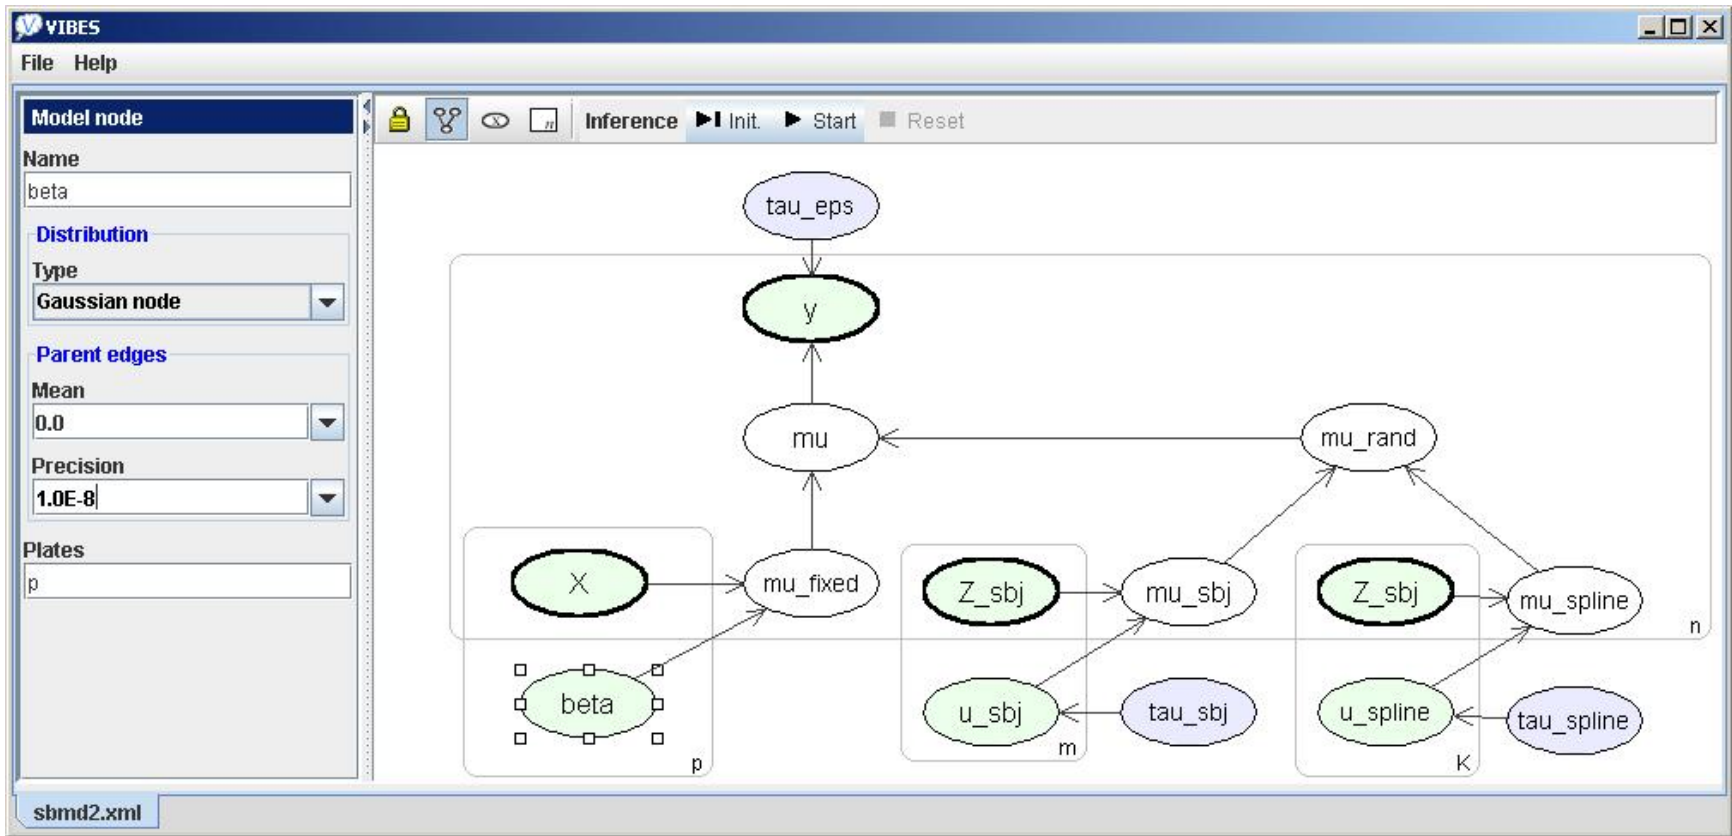 VIBES
File Help
Model node
Name
beta
Distribution
Type
Gaussian node
Parent edges
Mean
0.0
Precision
1.0E-8
Plates
p
Inference Init. Start Reset
tau_eps
y
mu
mu_rand
X
mu_fixed
Z_sbj
mu_sbj
Z_sbj
mu_spline
n
beta
u_sbj
tau_sbj
u_spline
tau_spline
p
m
K
sbmd2.xml